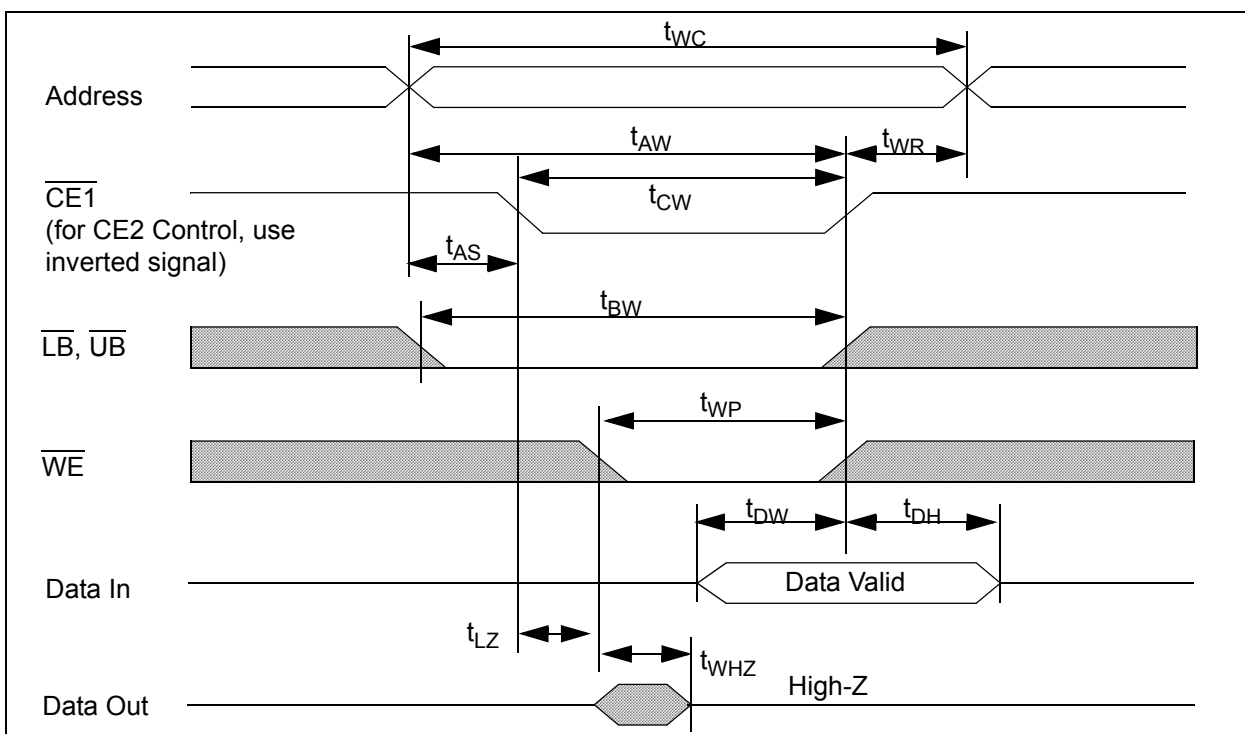 tWC
Address
tAW
tWR
CE1
(for CE2 Control, use
inverted signal)
tCW
tAS
tBW
LB, UB
tWP
WE
tDW
tDH
Data In
Data Valid
tLZ
tWHZ
Data Out
High-Z